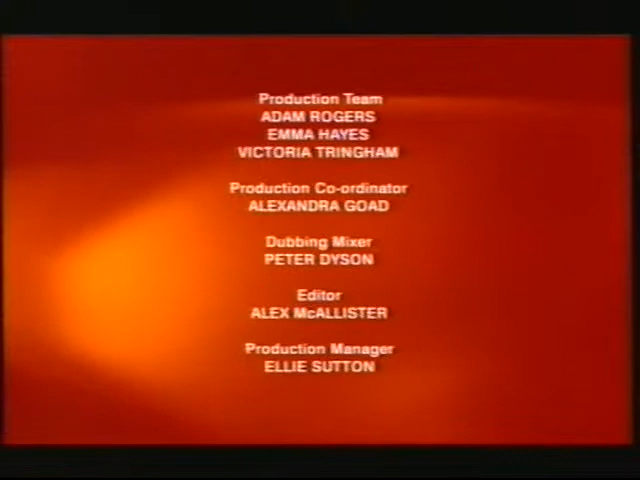 Production Team
ADAM ROGERS
EMMA HAYES
VICTORIA TRINGHAM
Production Co-ordinator
ALEXANDRA GOAD
Dubbing Mixer
PETER DYSON
Editor
ALEX McALLISTER
Production Manager
ELLIE SUTTON